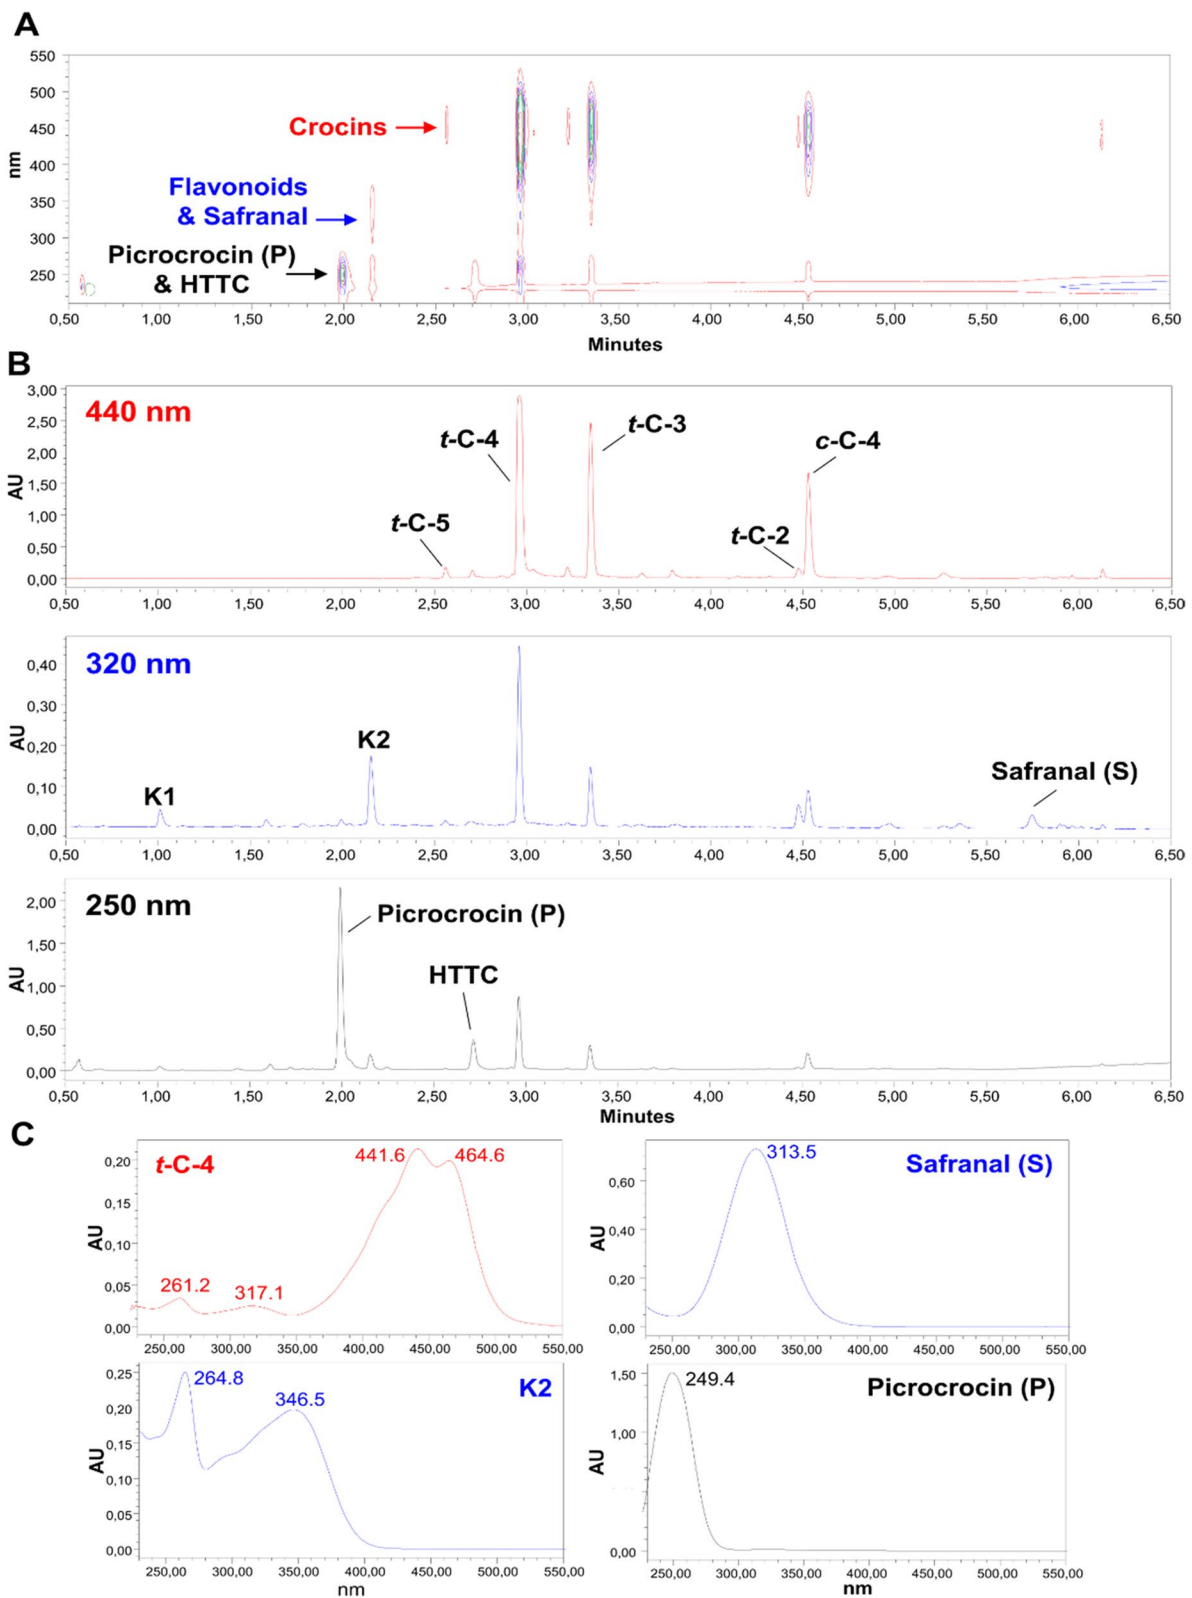 A
550
500
450
400
350
300
250
nm
Crocins
Flavonoids
& Safranal
Picrocrocin (P)
& HTTC
0,50 1,00 1,50 2,00 2,50 3,00 3,50 4,00 4,50 5,00 5,50 6,00 6,50
Minutes
B
440 nm
3,00
2,50
2,00
1,50
1,00
0,50
0,00
AU
t-C-5
t-C-4
t-C-3
t-C-2
c-C-4
0,50 1,00 1,50 2,00 2,50 3,00 3,50 4,00 4,50 5,00 5,50 6,00 6,50
320 nm
0,40
0,30
0,20
0,10
0,00
AU
K1
K2
Safranal (S)
0,50 1,00 1,50 2,00 2,50 3,00 3,50 4,00 4,50 5,00 5,50 6,00 6,50
250 nm
2,00
1,50
1,00
0,50
0,00
AU
Picrocrocin (P)
HTTC
0,50 1,00 1,50 2,00 2,50 3,00 3,50 4,00 4,50 5,00 5,50 6,00 6,50
Minutes
C
t-C-4
0,20
0,15
0,10
0,05
0,00
AU
261.2
317.1
441.6
464.6
250,00 300,00 350,00 400,00 450,00 500,00 550,00
Safranal (S)
0,60
0,40
0,20
0,00
AU
313.5
250,00 300,00 350,00 400,00 450,00 500,00 550,00
K2
0,25
0,20
0,15
0,10
0,05
0,00
AU
264.8
346.5
250,00 300,00 350,00 400,00 450,00 500,00 550,00
nm
Picrocrocin (P)
1,50
1,00
0,00
AU
249.4
250,00 300,00 350,00 400,00 450,00 500,00 550,00
nm